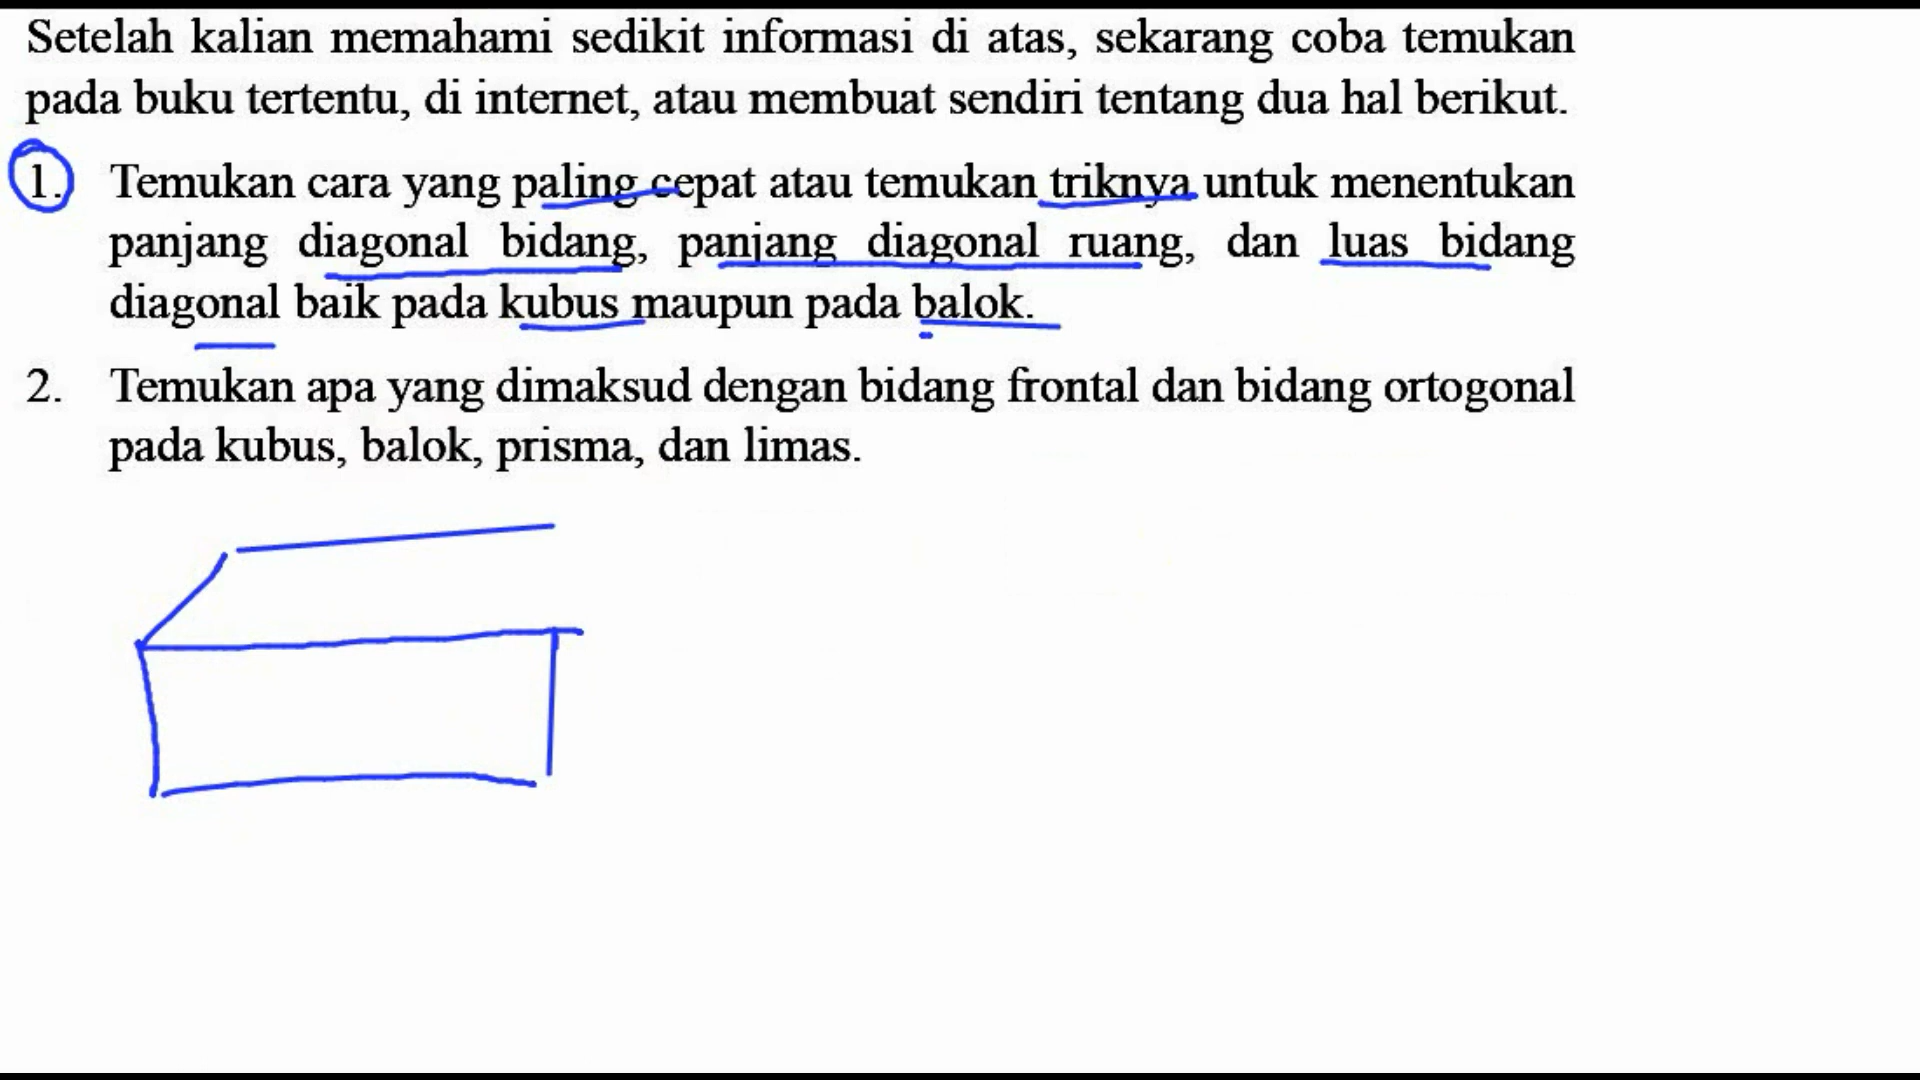 Setelah kalian memahami sedikit informasi di atas, sekarang coba temukan
pada buku tertentu, di internet, atau membuat sendiri tentang dua hal berikut.
1. Temukan cara yang paling cepat atau temukan triknya untuk menentukan
panjang diagonal bidang, panjang diagonal ruang, dan luas bidang
diagonal baik pada kubus maupun pada balok.
2. Temukan apa yang dimaksud dengan bidang frontal dan bidang ortogonal
pada kubus, balok, prisma, dan limas.